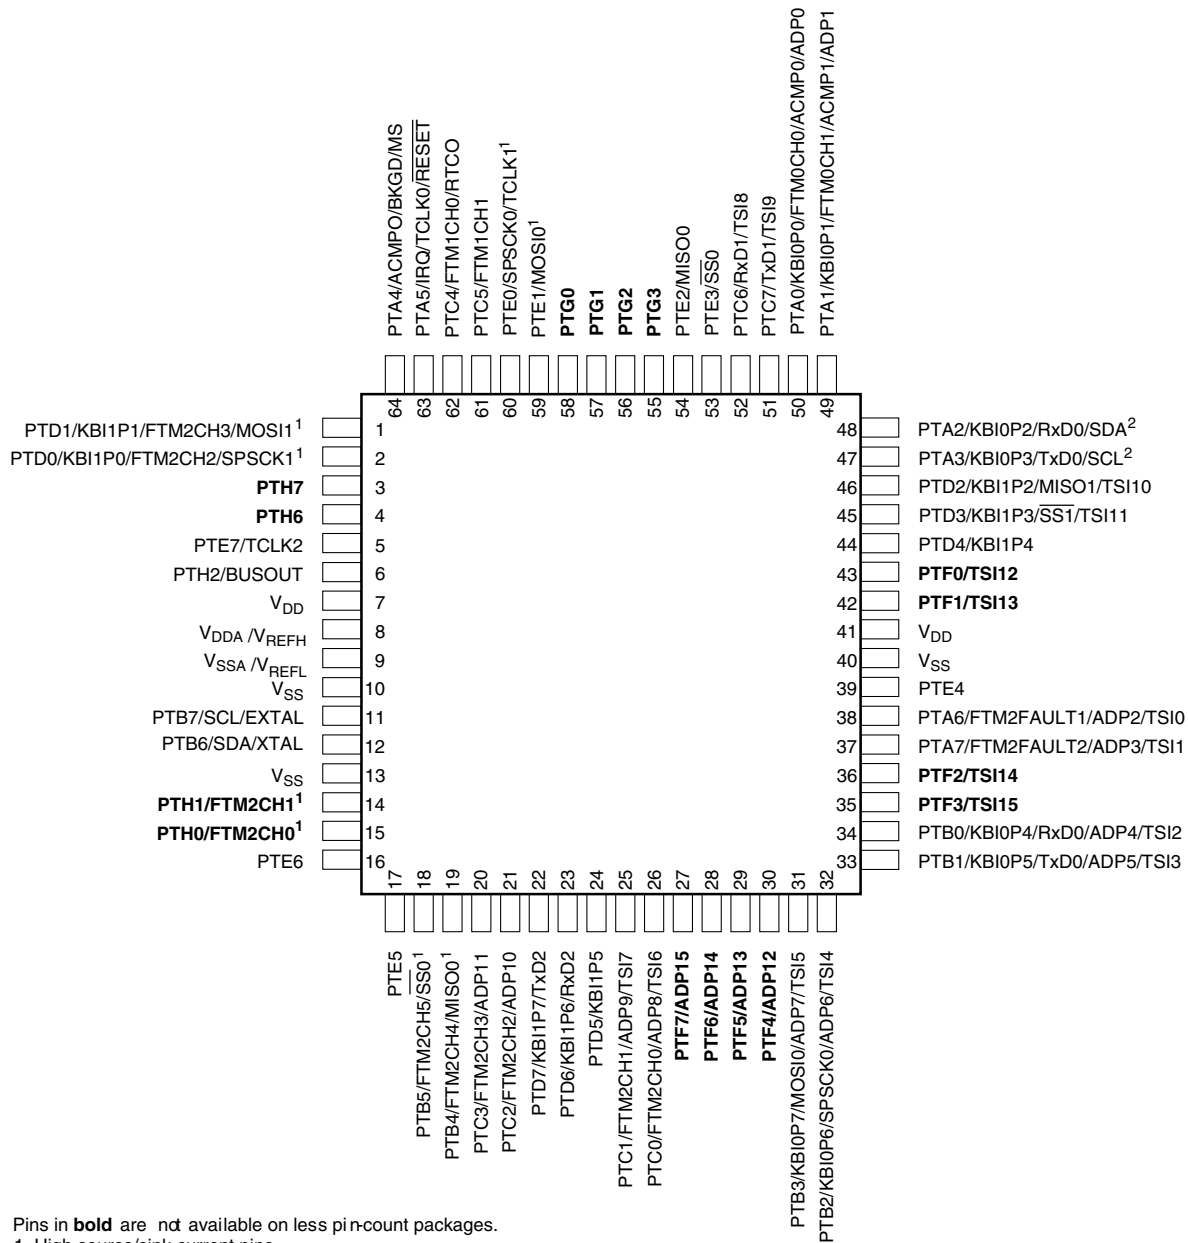 PTA4/ACMPO/BKGD/MS
PTA5/IRQ/TCLK0/RESET
PTC4/FTM1CH0/RTCO
PTC5/FTM1CH1
PTE0/SPSCK0/TCLK1¹
PTE1/MOSI0¹
PTG0
PTG1
PTG2
PTG3
PTE2/MISO0
PTE3/SS0
PTC6/RxD1/TSI8
PTC7/TxD1/TSI9
PTA0/KBI0P0/FTM0CH0/ACMP0/ADP0
PTA1/KBI0P1/FTM0CH1/ACMP1/ADP1
64 63 62 61 60 59 58 57 56 55 54 53 52 51 50 49
PTD1/KBI1P1/FTM2CH3/MOSI1¹ 1
PTD0/KBI1P0/FTM2CH2/SPSCK1¹ 2
PTH7 3
PTH6 4
PTE7/TCLK2 5
PTH2/BUSOUT 6
VDD 7
VDDA /VREFH 8
VSSA /VREFL 9
VSS 10
PTB7/SCL/EXTAL 11
PTB6/SDA/XTAL 12
VSS 13
PTH1/FTM2CH1¹ 14
PTH0/FTM2CH0¹ 15
PTE6 16
48 PTA2/KBI0P2/RxD0/SDA²
47 PTA3/KBI0P3/TxD0/SCL²
46 PTD2/KBI1P2/MISO1/TSI10
45 PTD3/KBI1P3/SS1/TSI11
44 PTD4/KBI1P4
43 PTF0/TSI12
42 PTF1/TSI13
41 VDD
40 VSS
39 PTE4
38 PTA6/FTM2FAULT1/ADP2/TSI0
37 PTA7/FTM2FAULT2/ADP3/TSI1
36 PTF2/TSI14
35 PTF3/TSI15
34 PTB0/KBI0P4/RxD0/ADP4/TSI2
33 PTB1/KBI0P5/TxD0/ADP5/TSI3
17 18 19 20 21 22 23 24 25 26 27 28 29 30 31 32
PTE5
PTB5/FTM2CH5/SS0¹
PTB4/FTM2CH4/MISO0¹
PTC3/FTM2CH3/ADP11
PTC2/FTM2CH2/ADP10
PTD7/KBI1P7/TxD2
PTD6/KBI1P6/RxD2
PTD5/KBI1P5
PTC1/FTM2CH1/ADP9/TSI7
PTC0/FTM2CH0/ADP8/TSI6
PTF7/ADP15
PTF6/ADP14
PTF5/ADP13
PTF4/ADP12
PTB3/KBI0P7/MOSI0/ADP7/TSI5
PTB2/KBI0P6/SPSCK0/ADP6/TSI4
Pins in bold are not available on less pin-count packages.
1. High source/sink current pins